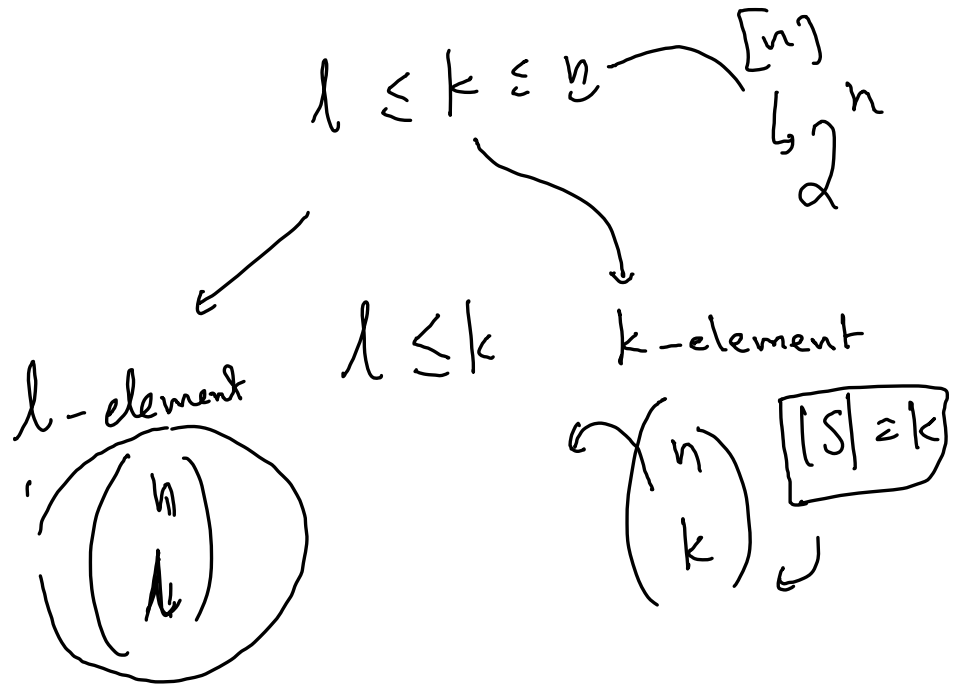 [n]
l ≤ k ≤ n
↳ 2^n
l ≤ k
k-element
l-element
|S| = k
(n
k)
(n
l)